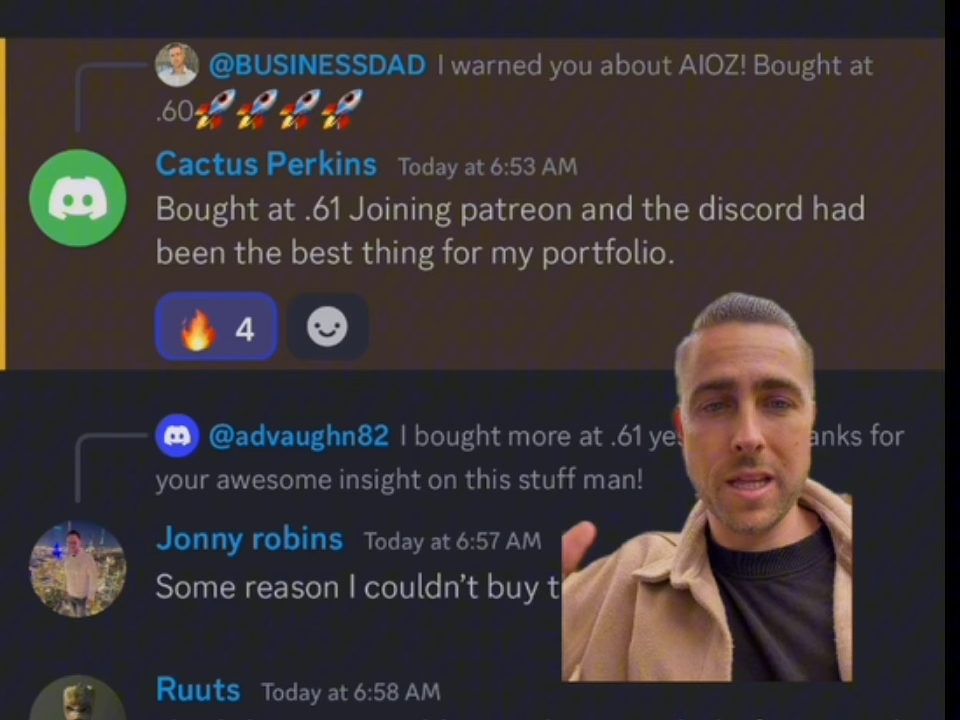 @BUSINESSDAD I warned you about AIOZ! Bought at
.60🚀🚀🚀🚀
Cactus Perkins Today at 6:53 AM
Bought at .61 Joining patreon and the discord had
been the best thing for my portfolio.
🔥 4
@advaughn82 I bought more at .61 anks for
your awesome insight on this stuff man!
Jonny robins Today at 6:57 AM
Some reason I couldn't buy
Ruuts Today at 6:58 AM